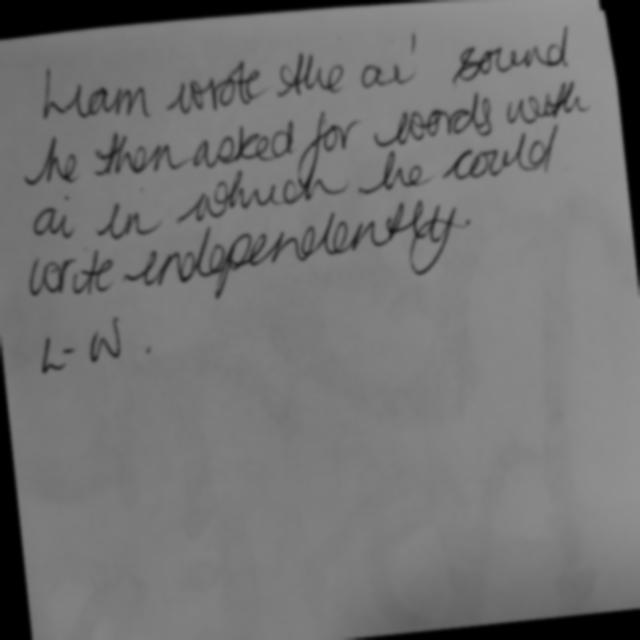 Liam wrote the ai' sound
he then asked for words with
ai in which he could
write independently.
L-W.